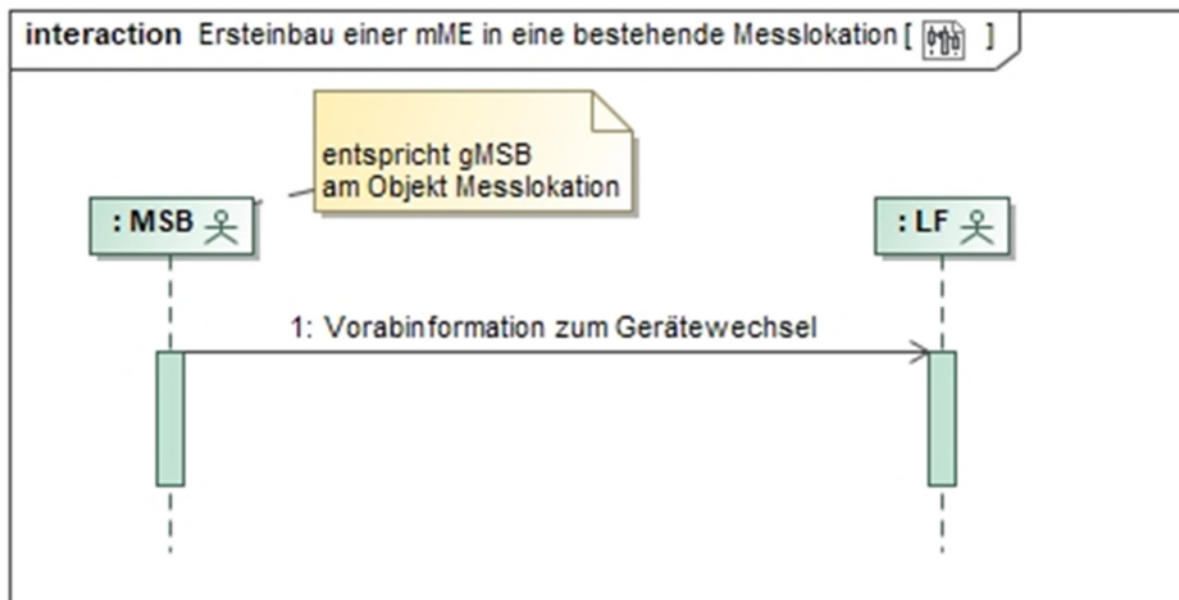 interaction Ersteinbau einer mME in eine bestehende Messlokation [ ]
entspricht gMSB
am Objekt Messlokation
: MSB
: LF
1: Vorabinformation zum Gerätewechsel